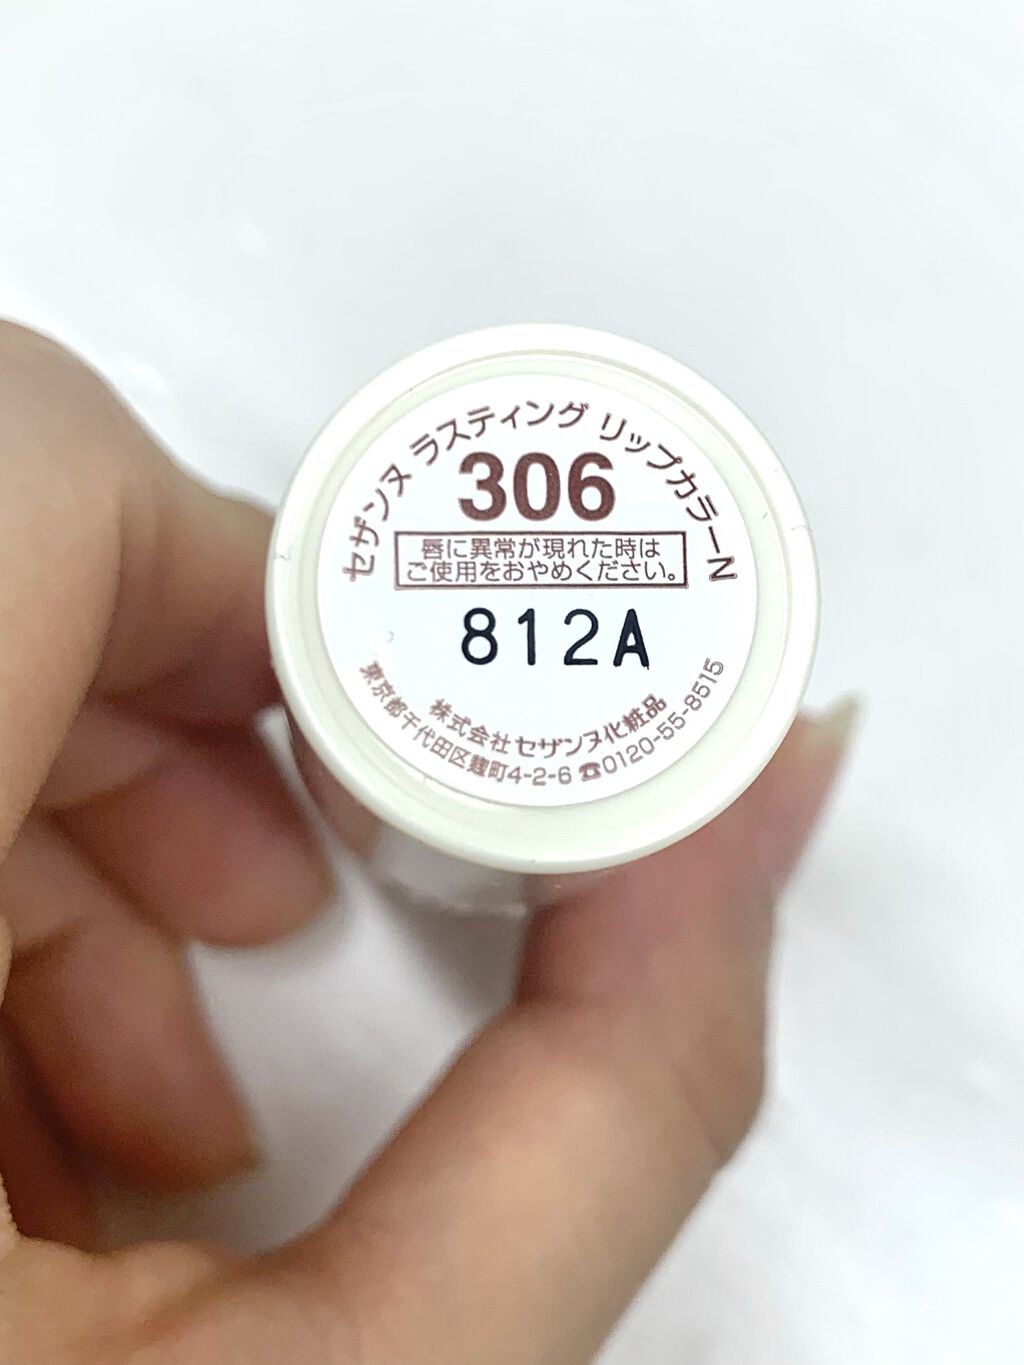 セザンヌ ラスティング リップカラーN
306
唇に異常が現れた時は
ご使用をおやめください。
812A
株式会社セザンヌ化粧品
東京都千代田区麹町4-2-6 ☎0120-55-8515